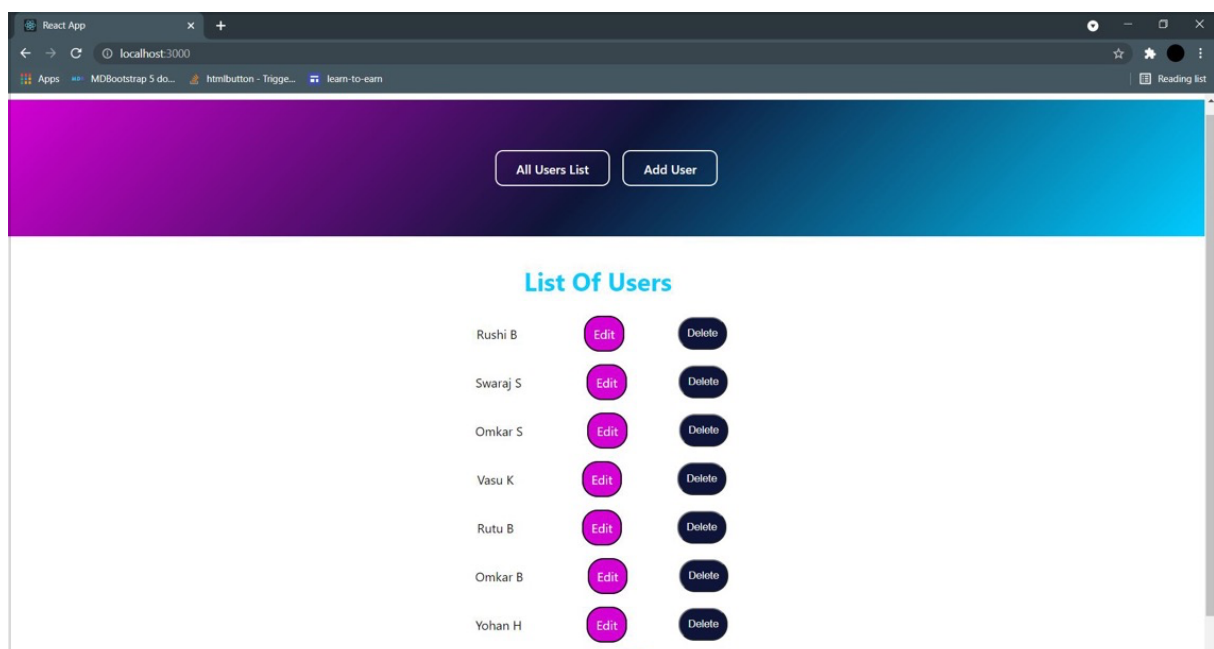 React App
localhost:3000
Apps MDBootstrap 5 do... htmlbutton - Trigge... learn-to-earn Reading list
All Users List Add User
List Of Users
Rushi B Edit Delete
Swaraj S Edit Delete
Omkar S Edit Delete
Vasu K Edit Delete
Rutu B Edit Delete
Omkar B Edit Delete
Yohan H Edit Delete